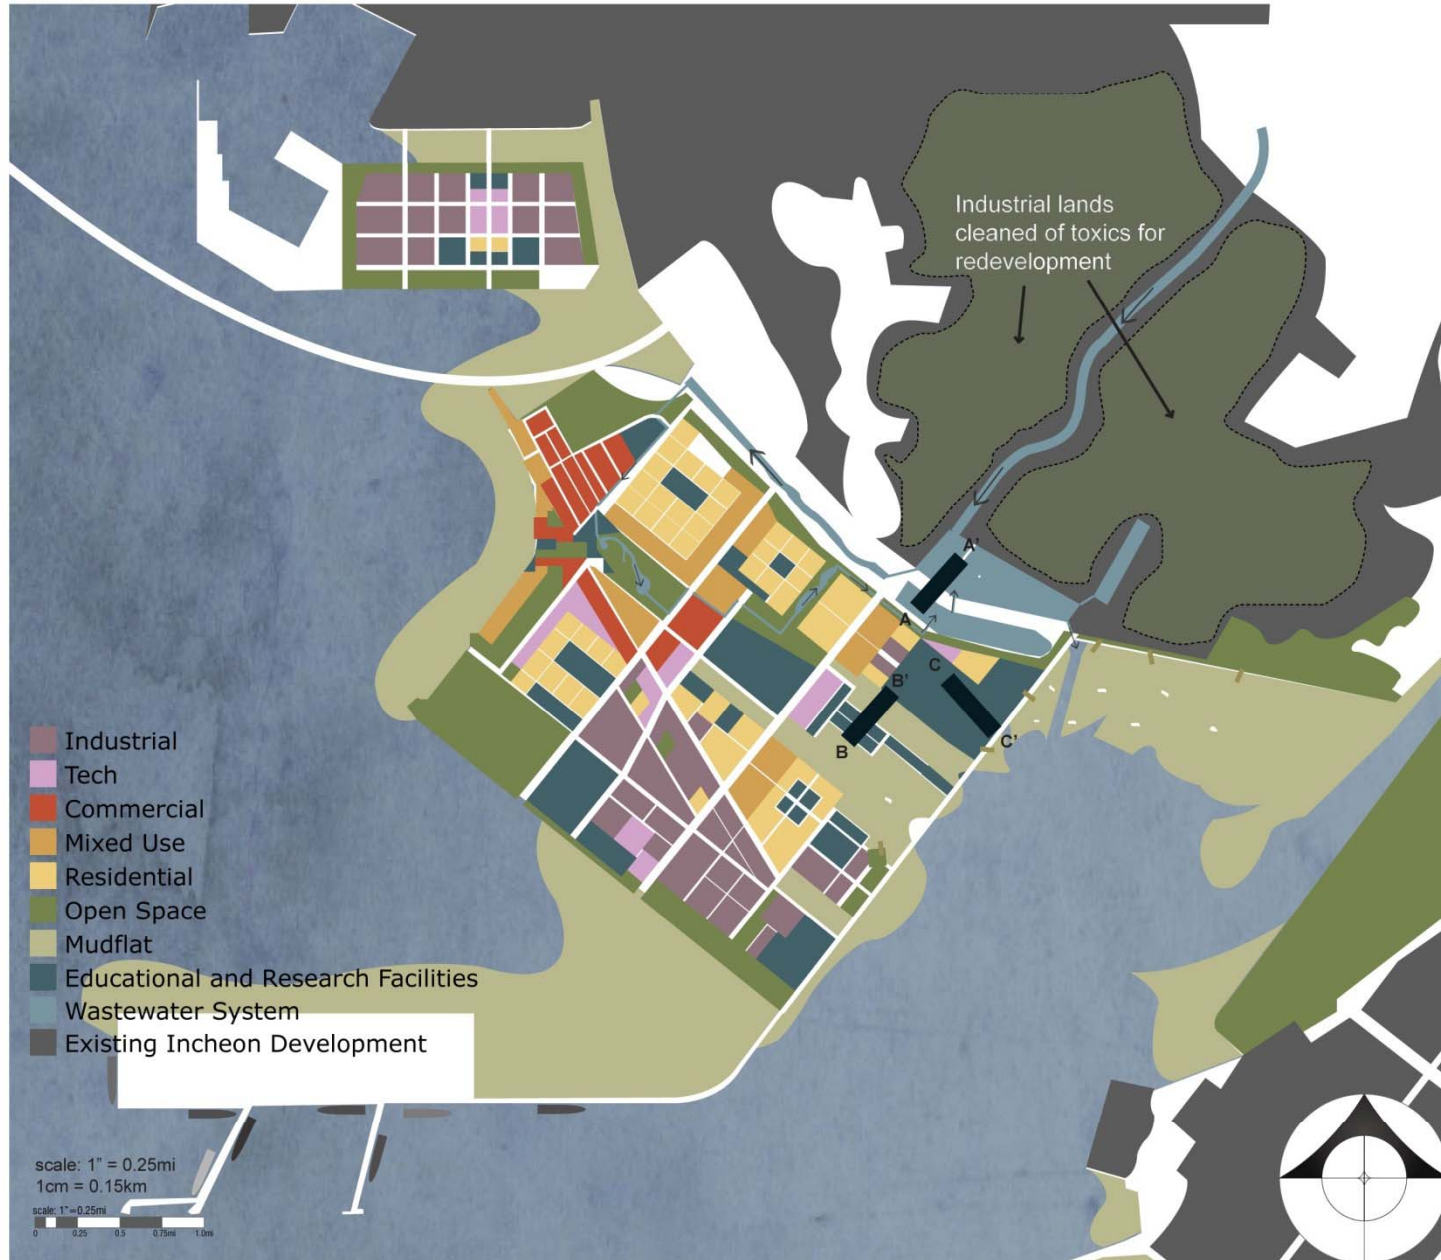 Industrial lands
cleaned of toxics for
redevelopment
A'
A
C
B'
B
C'
Industrial
Tech
Commercial
Mixed Use
Residential
Open Space
Mudflat
Educational and Research Facilities
Wastewater System
Existing Incheon Development
scale: 1" = 0.25mi
1cm = 0.15km
scale: 1"=0.25mi
0 0.25 0.5 0.75mi 1.0mi